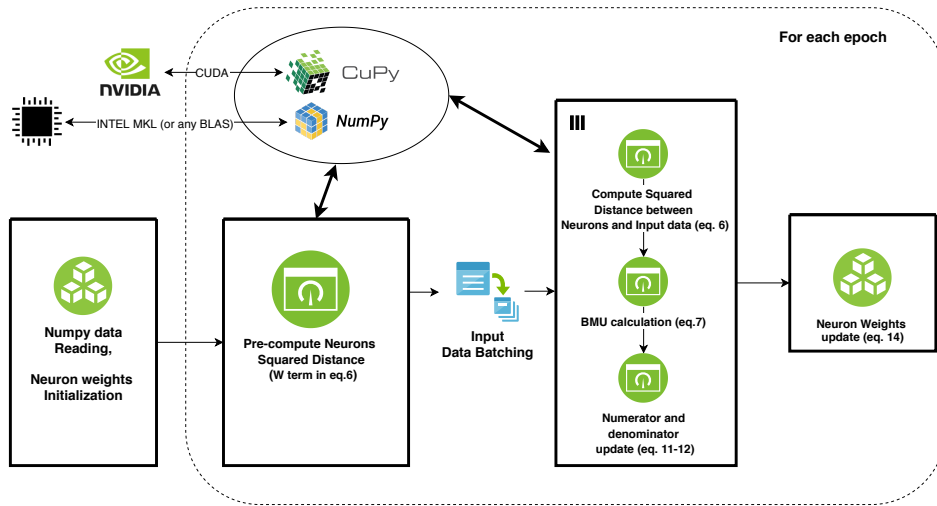 For each epoch
NVIDIA
CUDA
CuPy
INTEL MKL (or any BLAS)
NumPy
Numpy data
Reading,
Neuron weights
Initialization
Pre-compute Neurons
Squared Distance
(W term in eq.6)
Input
Data Batching
Compute Squared
Distance between
Neurons and Input data (eq. 6)
BMU calculation (eq.7)
Numerator and
denominator
update (eq. 11-12)
Neuron Weights
update (eq. 14)